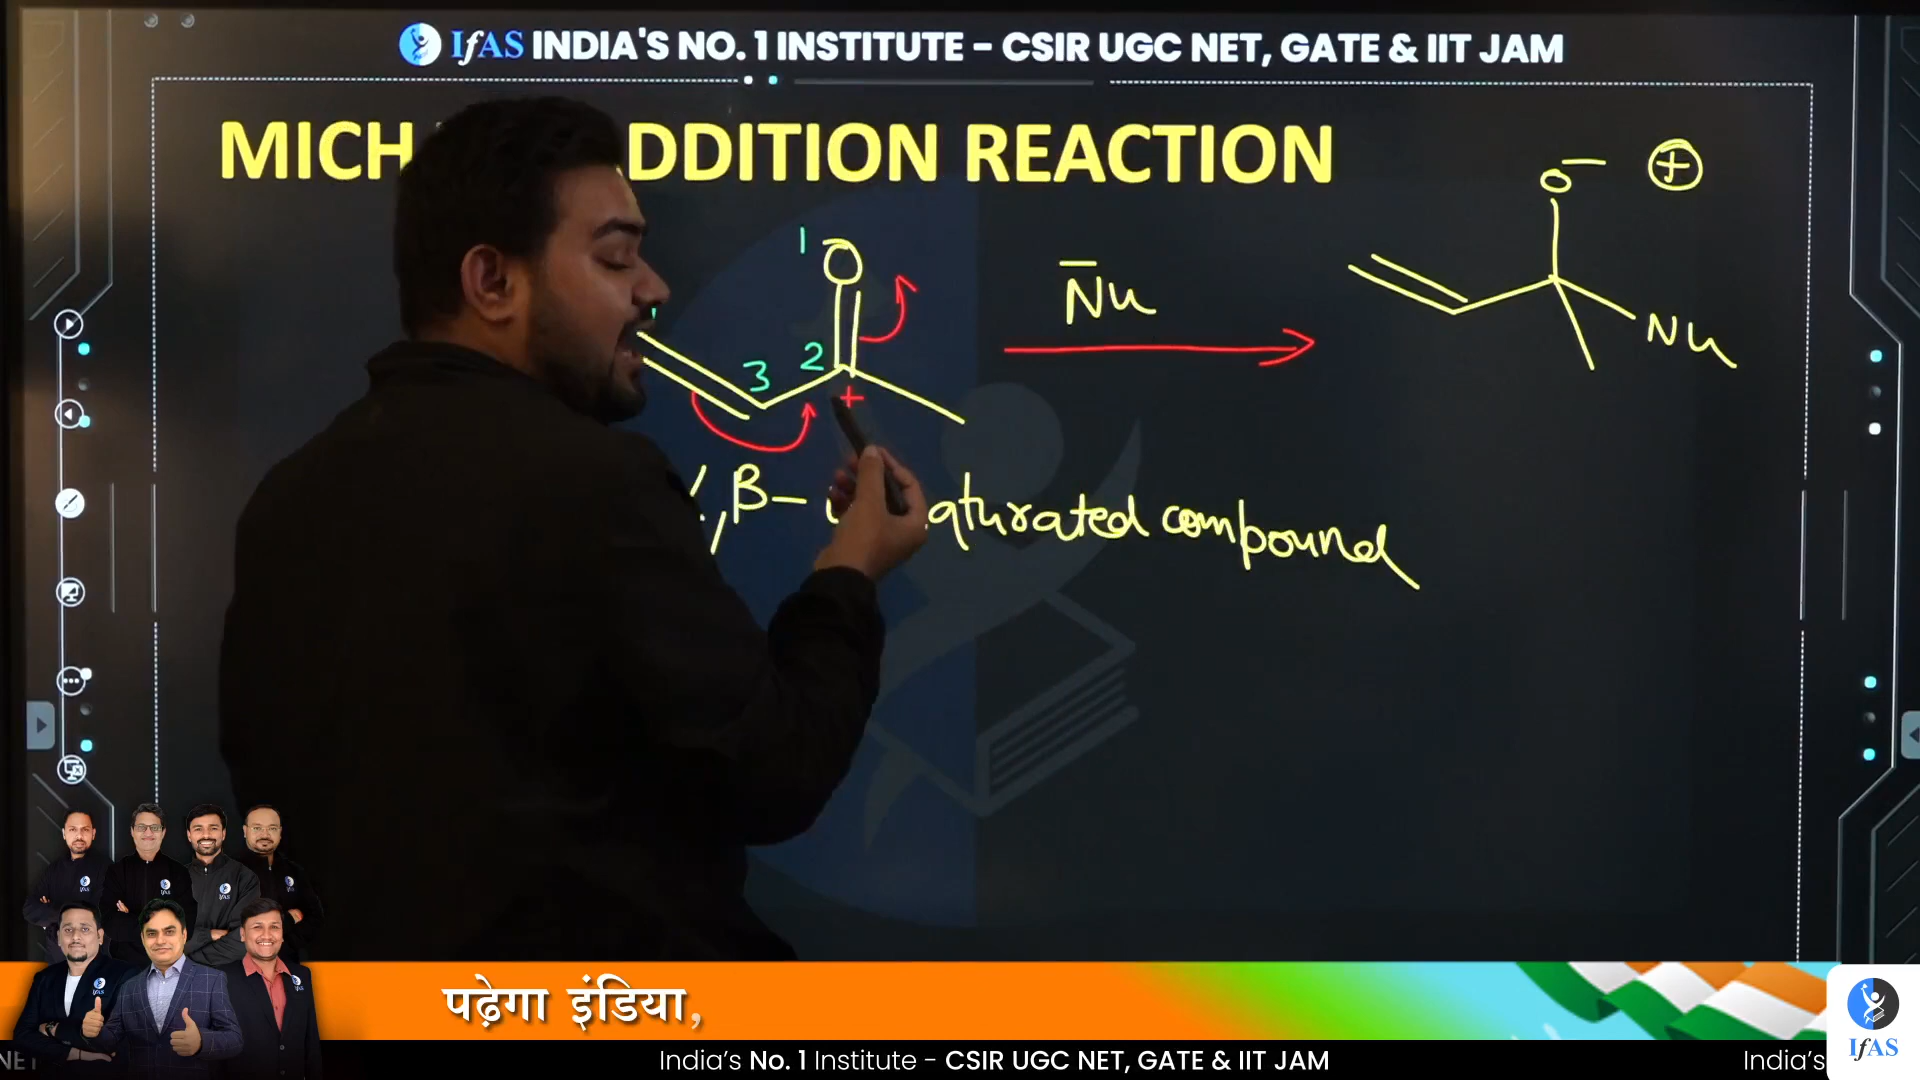 IfAS INDIA'S NO. 1 INSTITUTE - CSIR UGC NET, GATE & IIT JAM
MICH DDITION REACTION
O⁻ ⊕
1 O
N̄u
Nu
3 2
+
, β- aturated compound
पढ़ेगा इंडिया,
IfAS
NET India's No. 1 Institute - CSIR UGC NET, GATE & IIT JAM India's